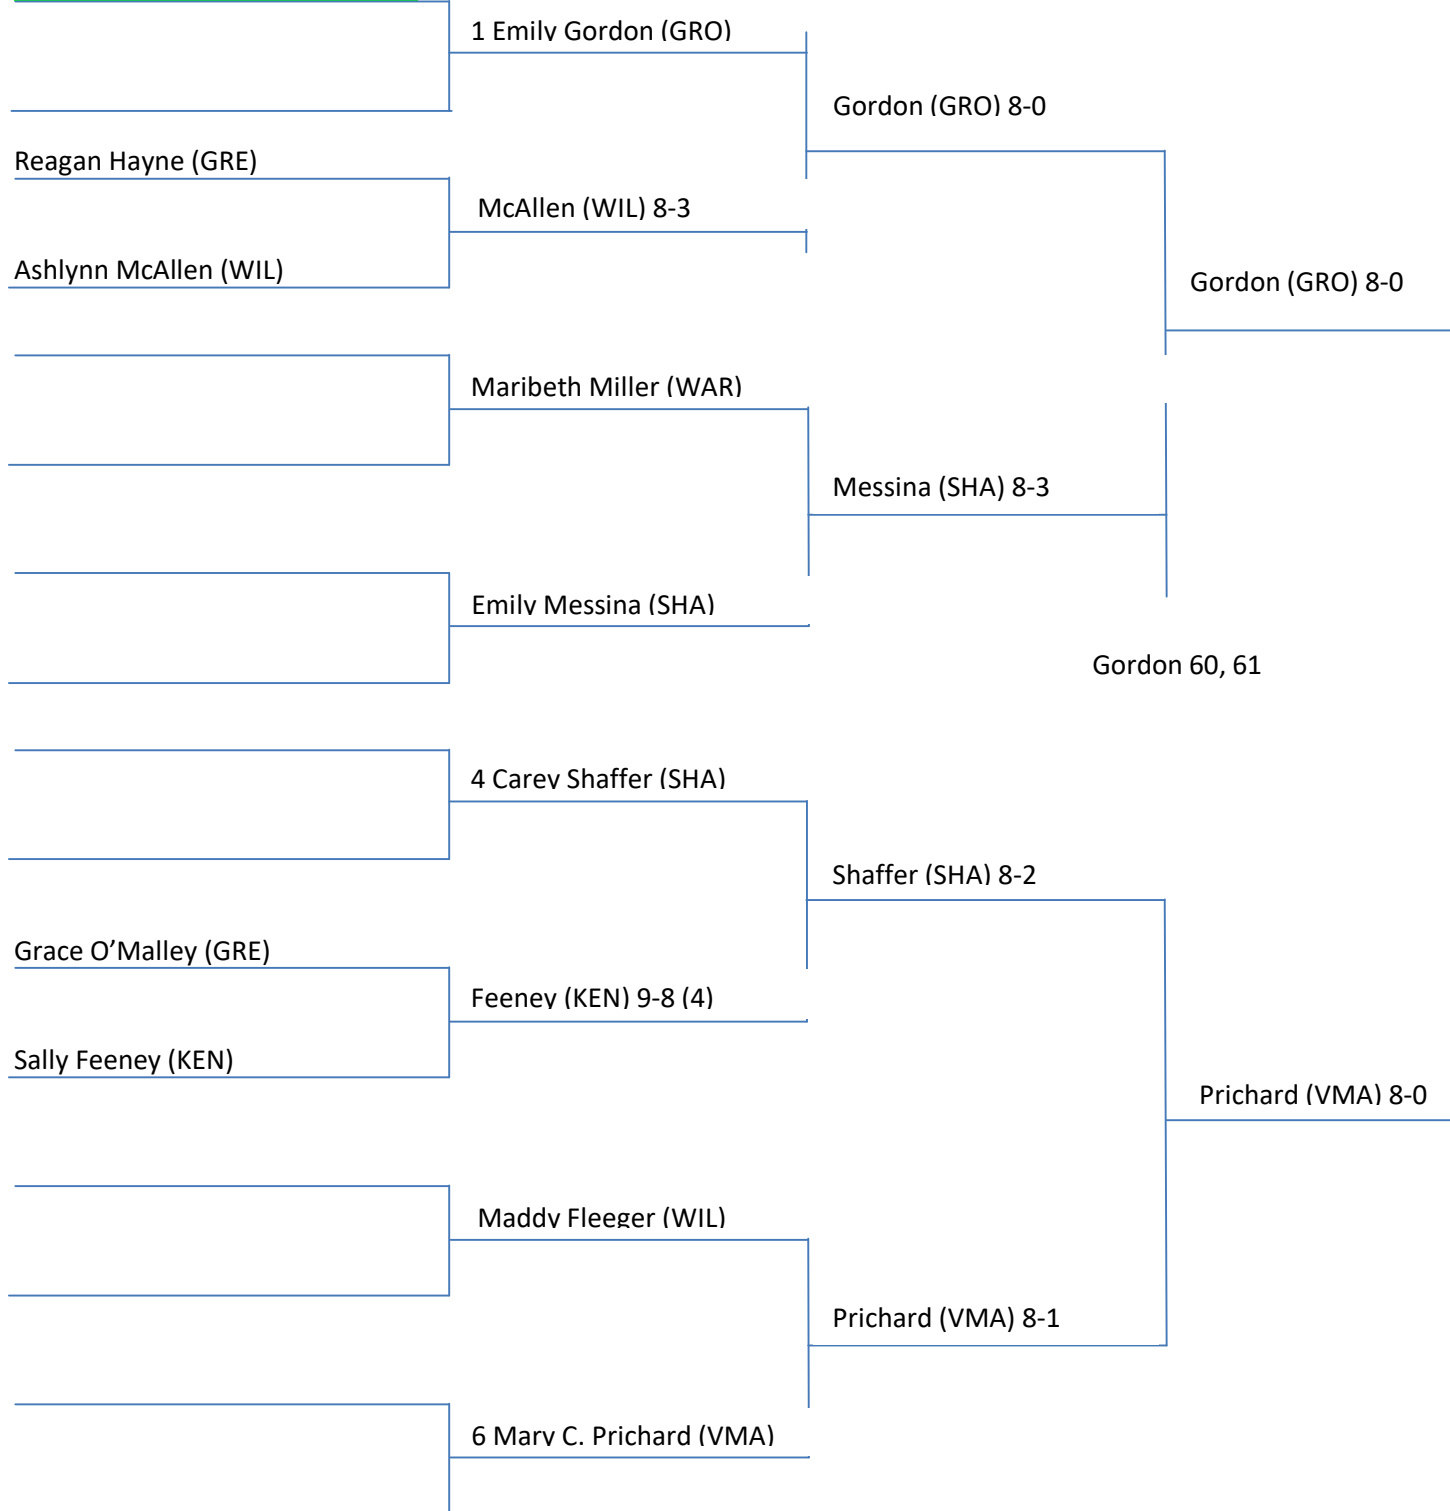 1 Emily Gordon (GRO)
Gordon (GRO) 8-0
Reagan Hayne (GRE)
McAllen (WIL) 8-3
Ashlynn McAllen (WIL)
Gordon (GRO) 8-0
Maribeth Miller (WAR)
Messina (SHA) 8-3
Emily Messina (SHA)
Gordon 60, 61
4 Carey Shaffer (SHA)
Shaffer (SHA) 8-2
Grace O’Malley (GRE)
Feeney (KEN) 9-8 (4)
Sally Feeney (KEN)
Prichard (VMA) 8-0
Maddy Fleeger (WIL)
Prichard (VMA) 8-1
6 Mary C. Prichard (VMA)